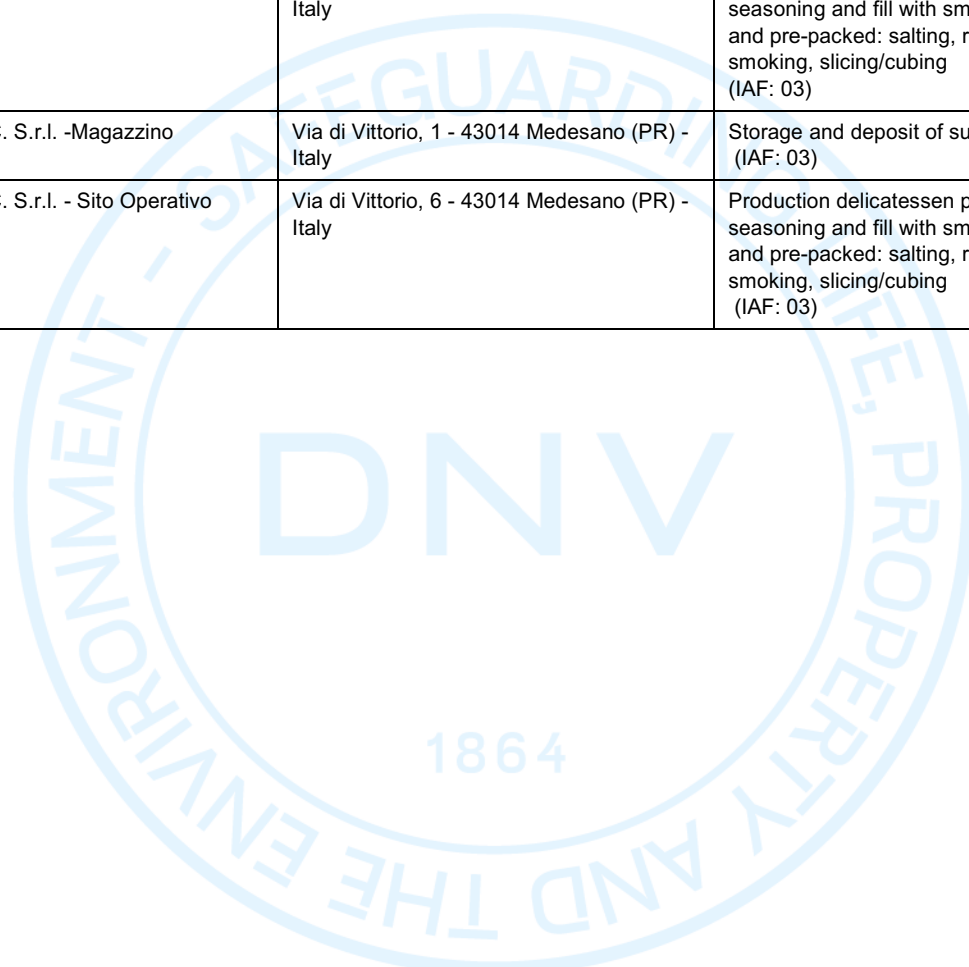 Italy
seasoning and fill with
and pre-packed: salting,
smoking, slicing/cubing
(IAF: 03)
S.r.l. -Magazzino
Via di Vittorio, 1 - 43014 Medesano (PR) -
Italy
Storage and deposit of
(IAF: 03)
S.r.l. - Sito Operativo
Via di Vittorio, 6 - 43014 Medesano (PR) -
Italy
Production delicatessen
seasoning and fill with
and pre-packed: salting,
smoking, slicing/cubing
(IAF: 03)
SAFEGUARDING LIFE, PROPERTY AND THE ENVIRONMENT -
DNV
1864